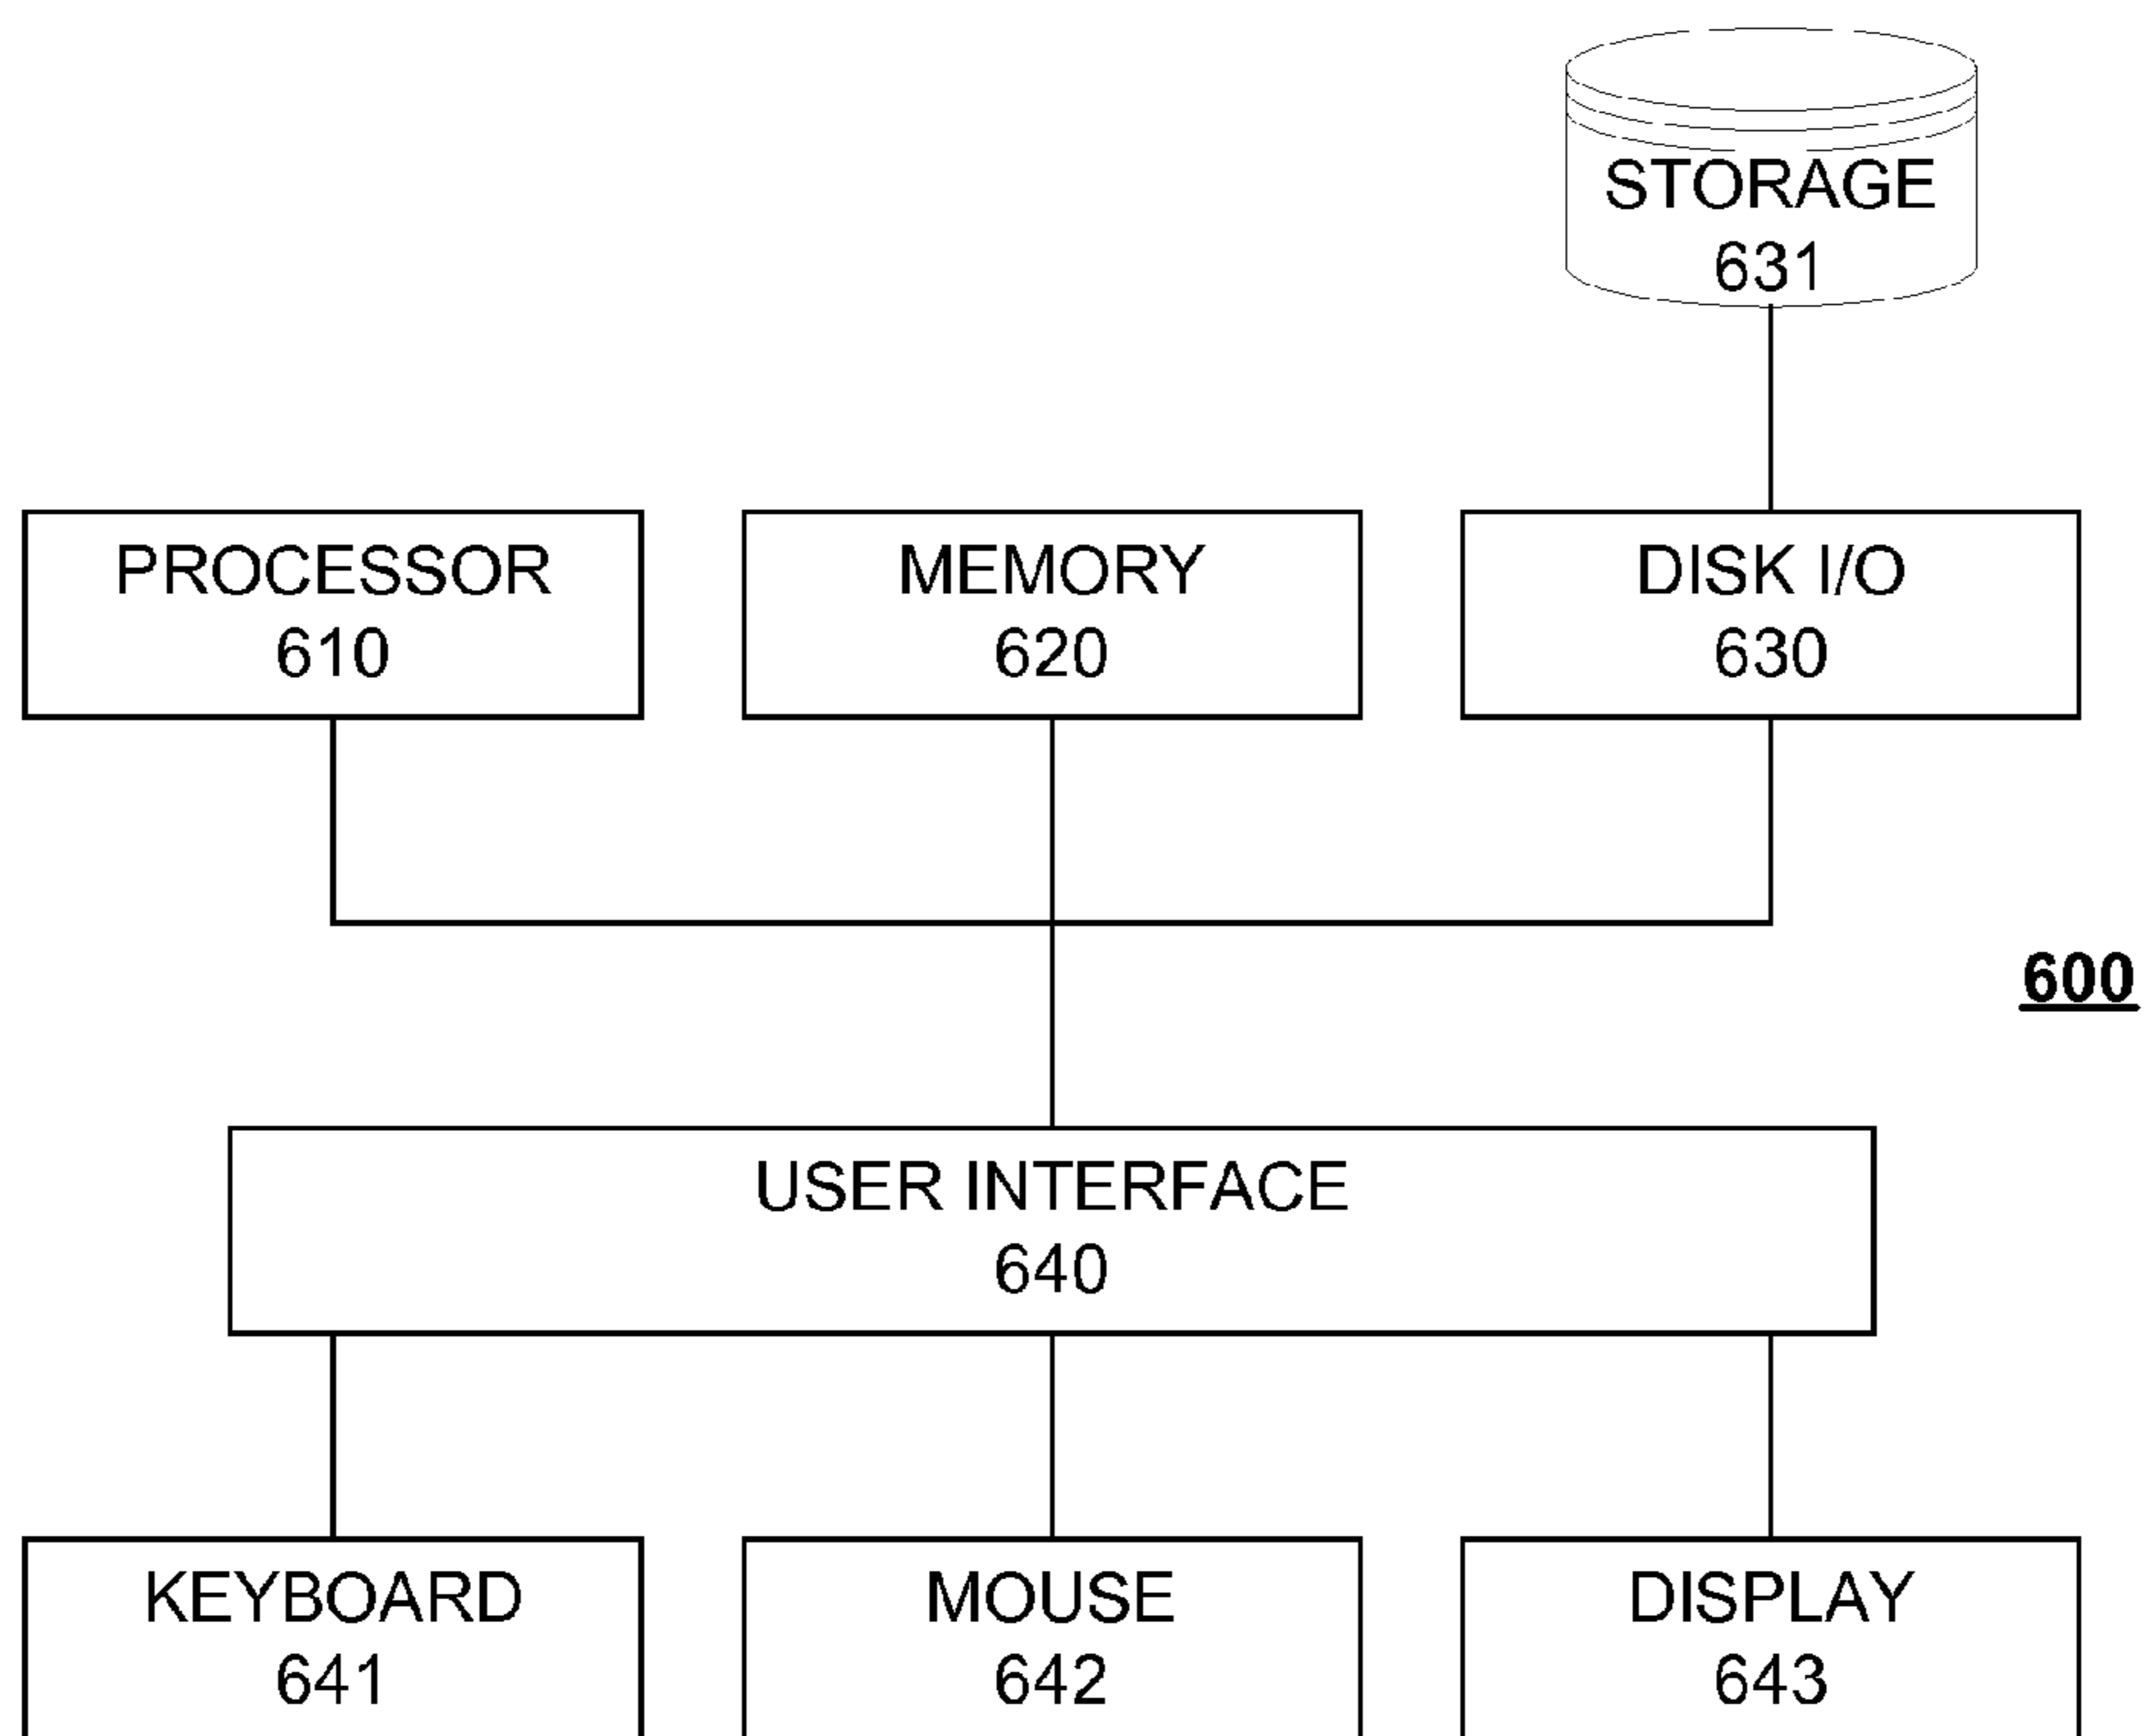 STORAGE
631
PROCESSOR
610
MEMORY
620
DISK I/O
630
600
USER INTERFACE
640
KEYBOARD
641
MOUSE
642
DISPLAY
643